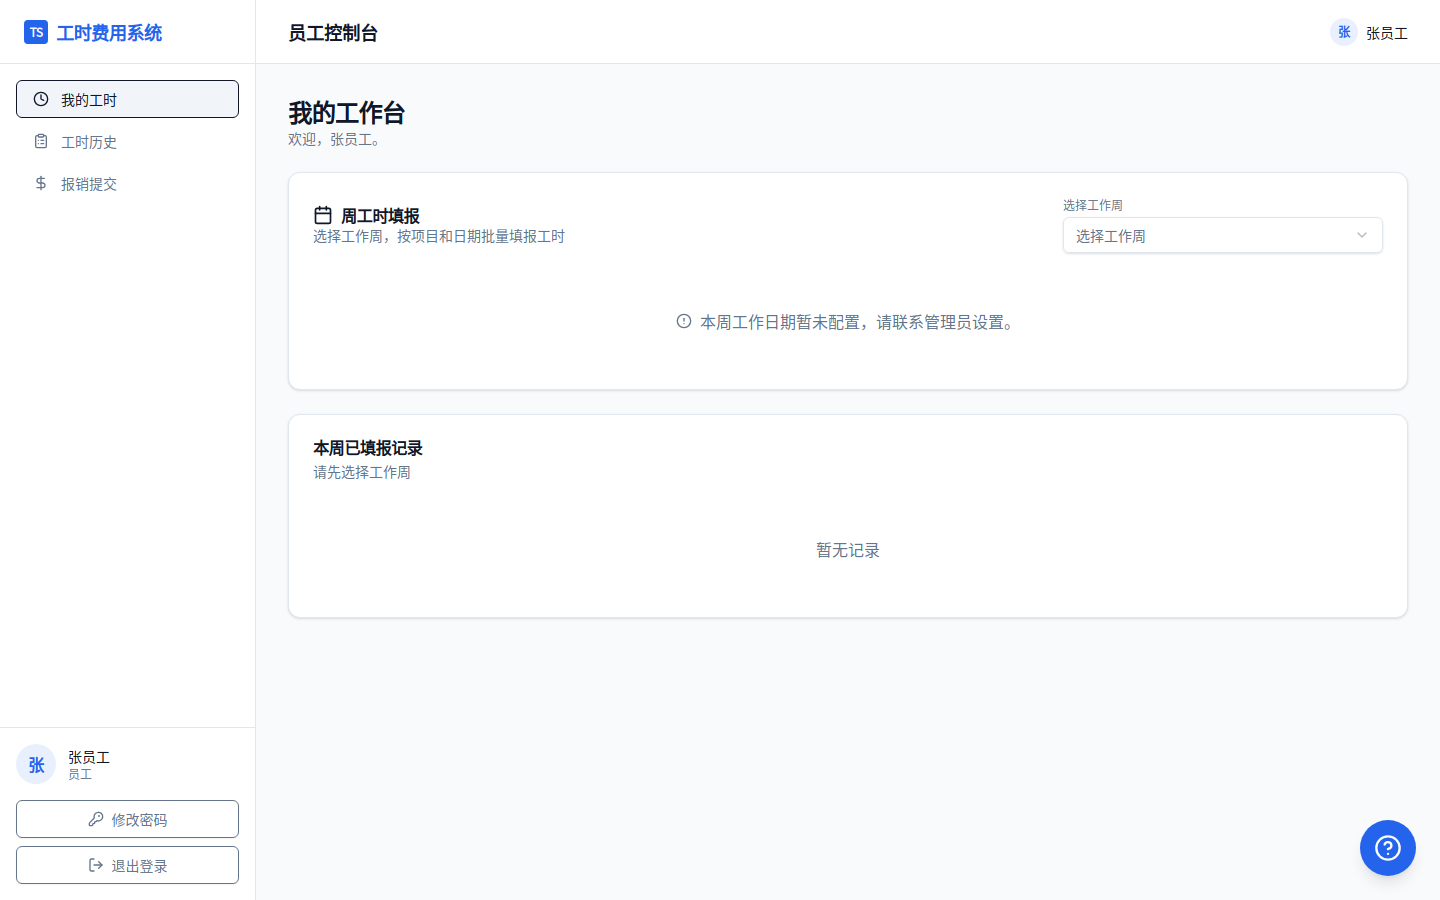 TS 工时费用系统
员工控制台
张 张员工
我的工时
工时历史
报销提交
我的工作台
欢迎，张员工。
周工时填报
选择工作周，按项目和日期批量填报工时
选择工作周
选择工作周
本周工作日期暂未配置，请联系管理员设置。
本周已填报记录
请先选择工作周
暂无记录
张
张员工
员工
修改密码
退出登录